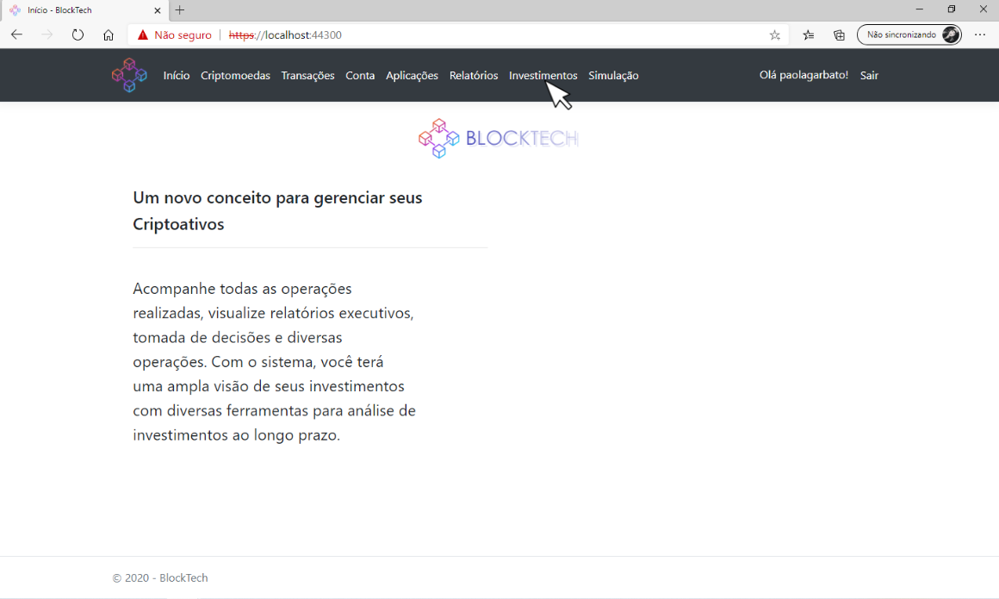 Início - BlockTech
Não seguro https://localhost:44300 Não sincronizando
Início Criptomoedas Transações Conta Aplicações Relatórios Investimentos Simulação Olá paolagarbato! Sair
BLOCKTECH
Um novo conceito para gerenciar seus
Criptoativos
Acompanhe todas as operações
realizadas, visualize relatórios executivos,
tomada de decisões e diversas
operações. Com o sistema, você terá
uma ampla visão de seus investimentos
com diversas ferramentas para análise de
investimentos ao longo prazo.
© 2020 - BlockTech